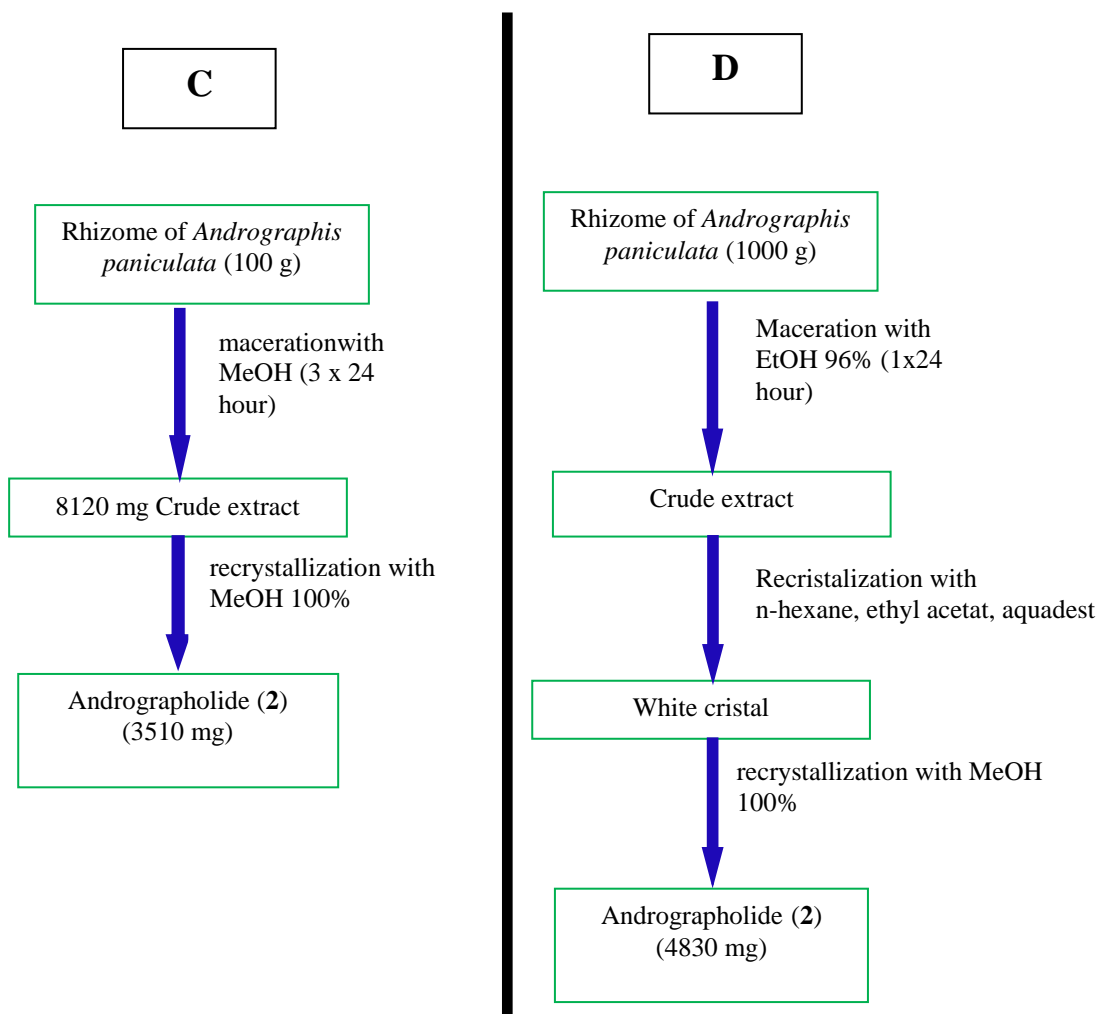 C
Rhizome of Andrographis
paniculata (100 g)
macerationwith
MeOH (3 x 24
hour)
8120 mg Crude extract
recrystallization with
MeOH 100%
Andrographolide (2)
(3510 mg)
D
Rhizome of Andrographis
paniculata (1000 g)
Maceration with
EtOH 96% (1x24
hour)
Crude extract
Recristalization with
n-hexane, ethyl acetat, aquadest
White cristal
recrystallization with MeOH
100%
Andrographolide (2)
(4830 mg)